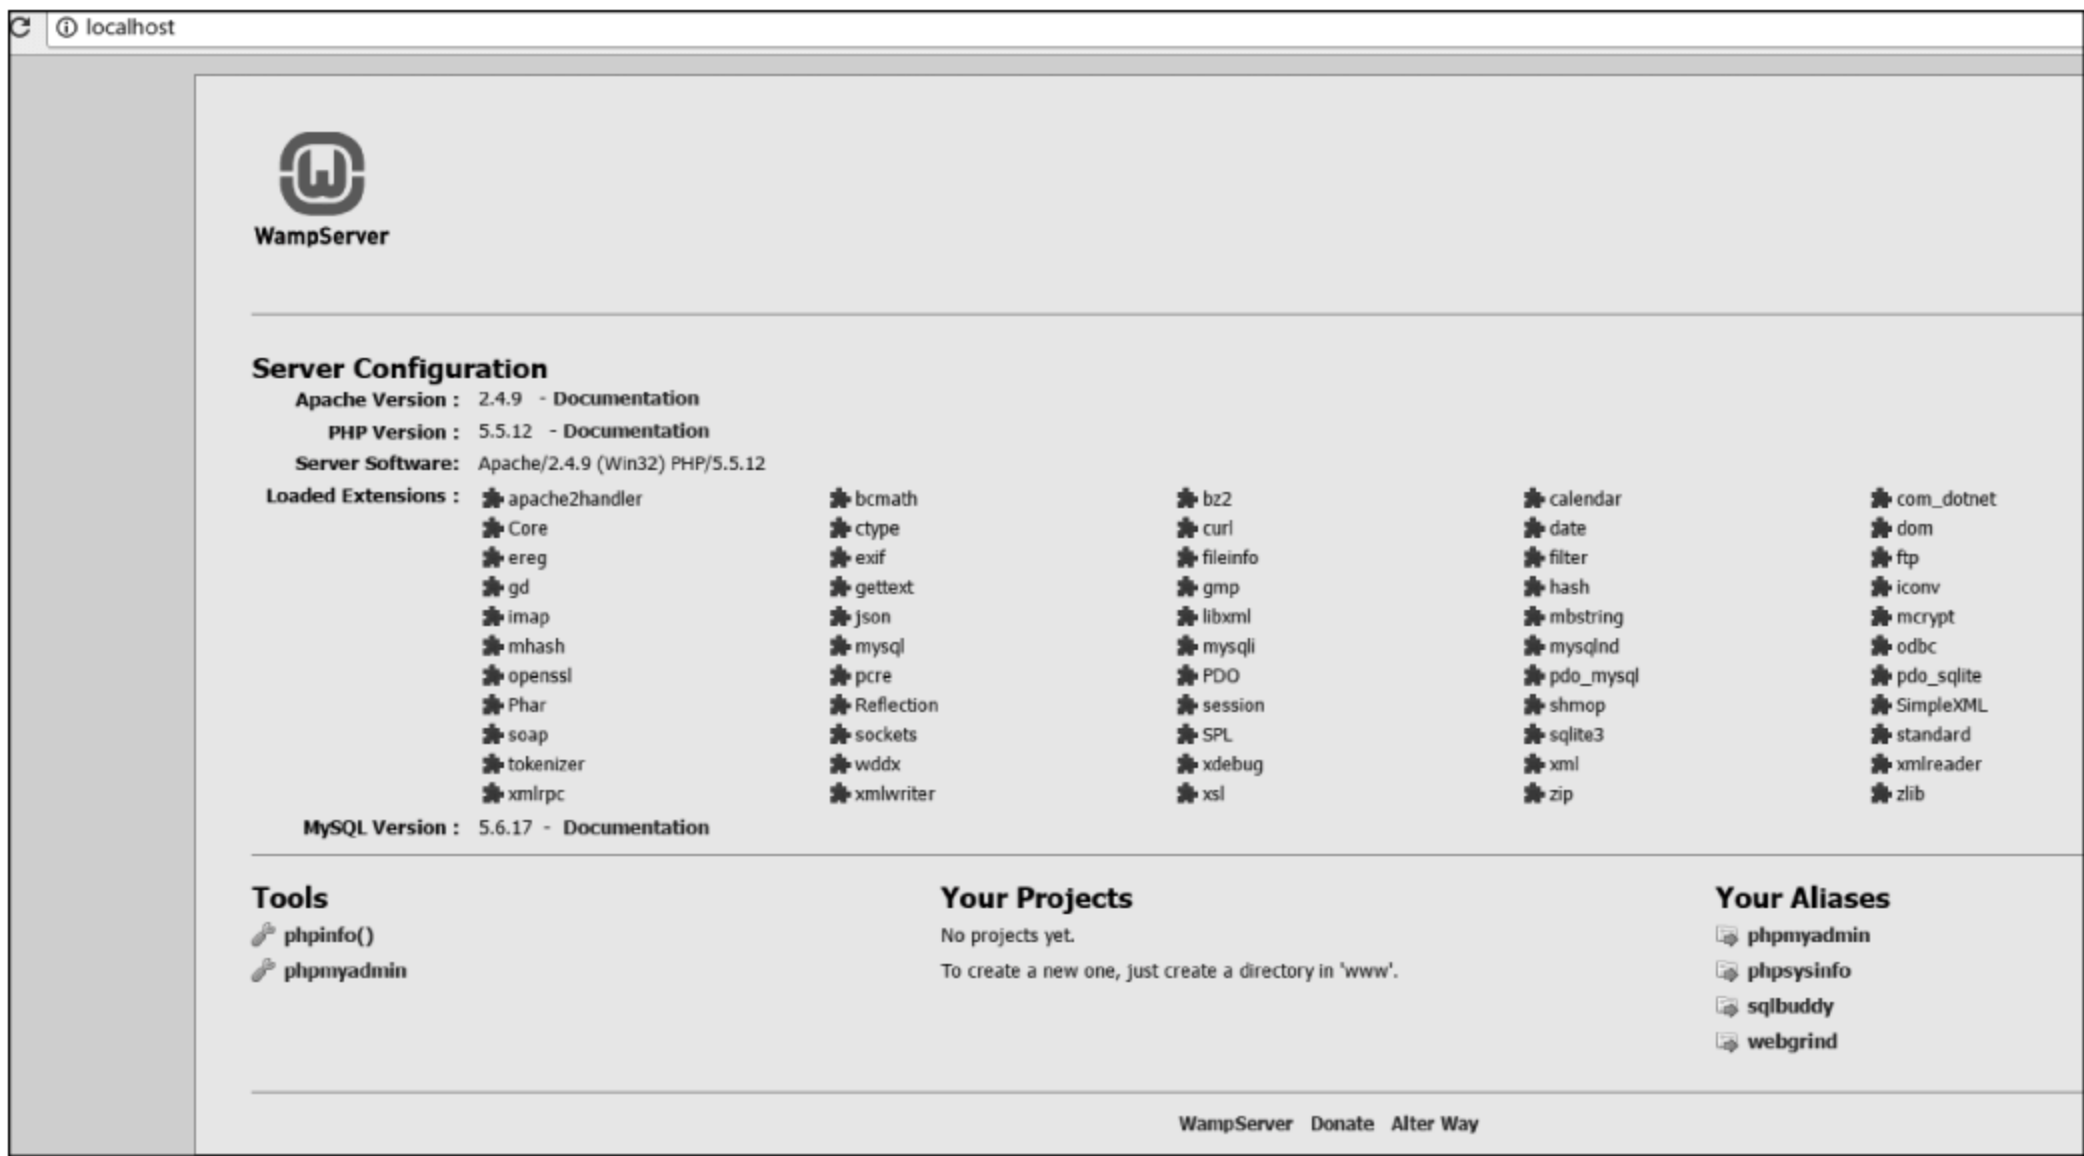 localhost
WampServer
Server Configuration
Apache Version : 2.4.9 - Documentation
PHP Version : 5.5.12 - Documentation
Server Software: Apache/2.4.9 (Win32) PHP/5.5.12
Loaded Extensions : apache2handler bcmath bz2 calendar com_dotnet
Core ctype curl date dom
ereg exif fileinfo filter ftp
gd gettext gmp hash iconv
imap json libxml mbstring mcrypt
mhash mysql mysqli mysqlnd odbc
openssl pcre PDO pdo_mysql pdo_sqlite
Phar Reflection session shmop SimpleXML
soap sockets SPL sqlite3 standard
tokenizer wddx xdebug xml xmlreader
xmlrpc xmlwriter xsl zip zlib
MySQL Version : 5.6.17 - Documentation
Tools
phpinfo()
phpmyadmin
Your Projects
No projects yet.
To create a new one, just create a directory in 'www'.
Your Aliases
phpmyadmin
phpsysinfo
sqlbuddy
webgrind
WampServer Donate Alter Way